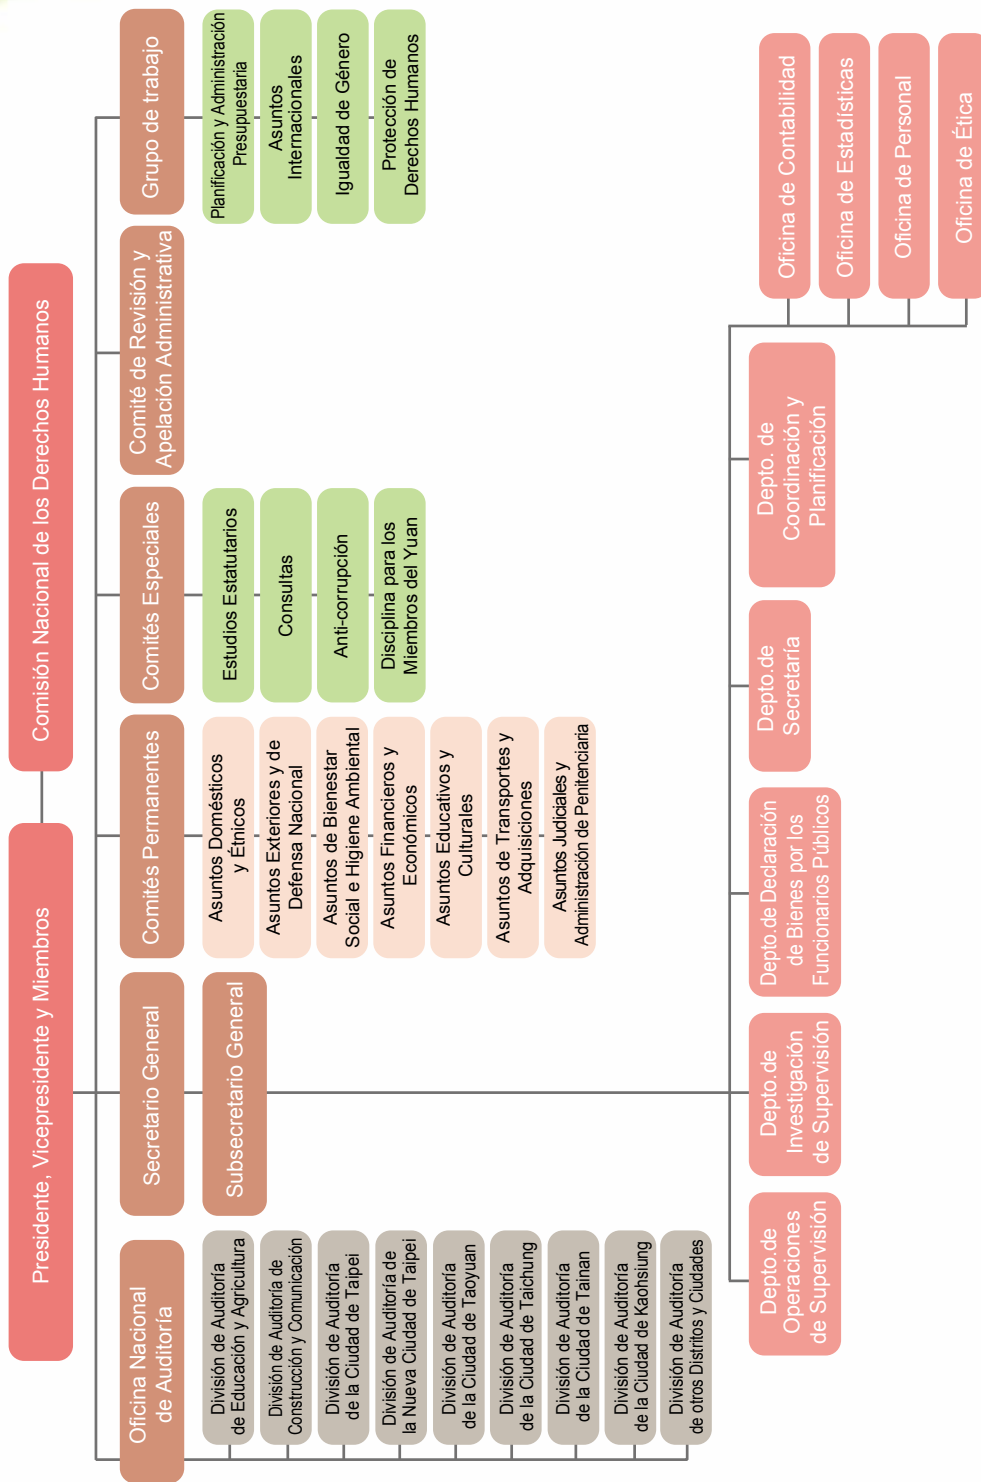 Presidente, Vicepresidente y Miembros
Comisión Nacional de los Derechos Humanos
Oficina Nacional
de Auditoría
División de Auditoría
de Educación y Agricultura
División de Auditoría de
Construcción y Comunicación
División de Auditoría
de la Ciudad de Taipei
División de Auditoría de
la Nueva Ciudad de Taipei
División de Auditoría
de la Ciudad de Taoyuan
División de Auditoría
de la Ciudad de Taichung
División de Auditoría
de la Ciudad de Tainan
División de Auditoría
de la Ciudad de Kaohsiung
División de Auditoría
de otros Distritos y Ciudades
Secretario General
Subsecretario General
Comités Permanentes
Asuntos Domésticos
y Étnicos
Asuntos Exteriores y de
Defensa Nacional
Asuntos de Bienestar
Social e Higiene Ambiental
Asuntos Financieros y
Económicos
Asuntos Educativos y
Culturales
Asuntos de Transportes y
Adquisiciones
Asuntos Judiciales y
Administración de Penitenciaria
Comités Especiales
Estudios Estatutarios
Consultas
Anti-corrupción
Disciplina para los
Miembros del Yuan
Comité de Revisión y
Apelación Administrativa
Grupo de trabajo
Planificación y Administración
Presupuestaria
Asuntos
Internacionales
Igualdad de Género
Protección de
Derechos Humanos
Depto.de
Operaciones
de Supervisión
Depto.de
Investigación
de Supervisión
Depto.de Declaración
de Bienes por los
Funcionarios Públicos
Depto.de
Secretaría
Depto. de
Coordinación y
Planificación
Oficina de Contabilidad
Oficina de Estadísticas
Oficina de Personal
Oficina de Ética